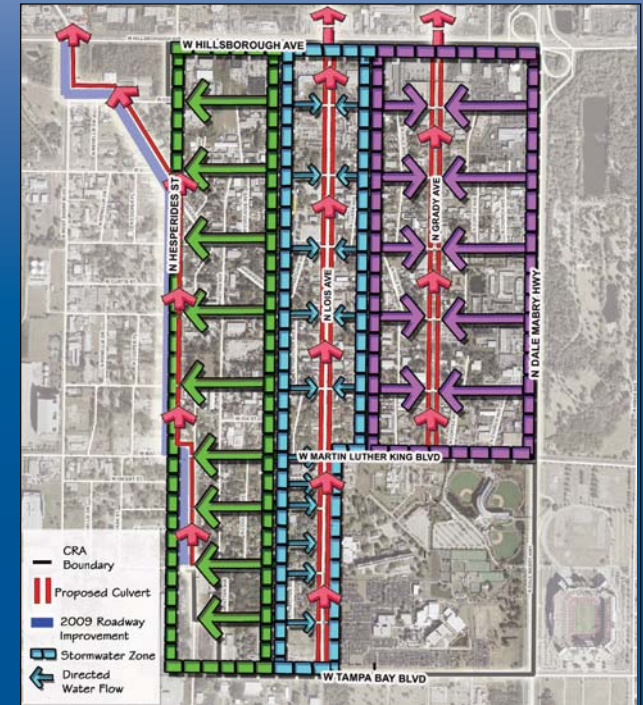 W HILLSBOROUGH AVE
N HESPERIDES ST
N LOIS AVE
N GRADY AVE
N DALE MABRY HWY
W MARTIN LUTHER KING BLVD
W TAMPA BAY BLVD
CRA
Boundary
Proposed Culvert
2009 Roadway
Improvement
Stormwater Zone
Directed
Water Flow